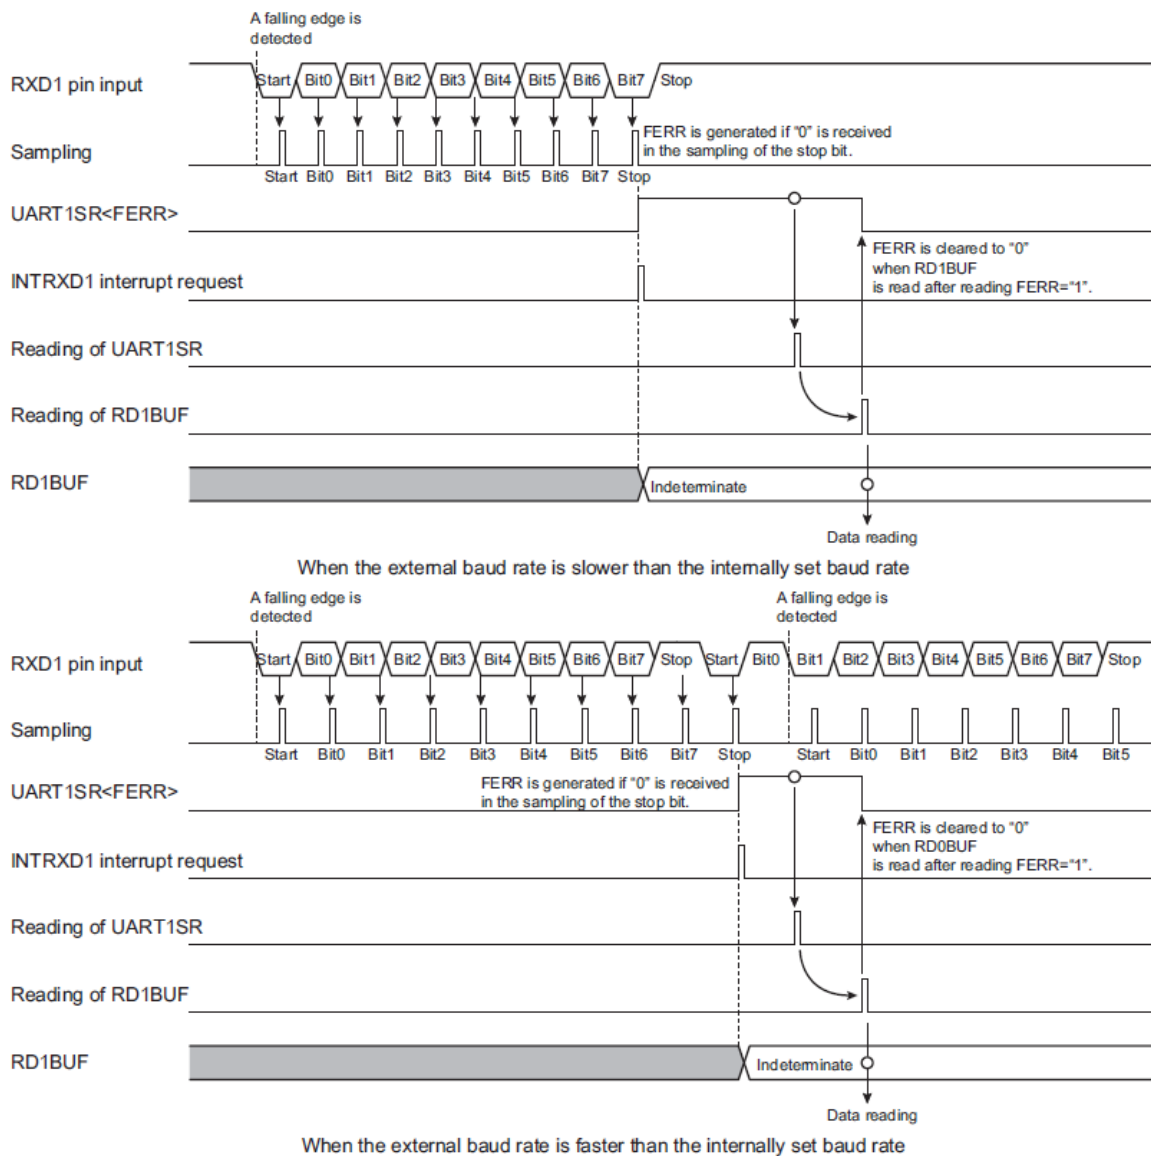 A falling edge is
detected
RXD1 pin input
Start Bit0 Bit1 Bit2 Bit3 Bit4 Bit5 Bit6 Bit7 Stop
FERR is generated if "0" is received
in the sampling of the stop bit.
Sampling
Start Bit0 Bit1 Bit2 Bit3 Bit4 Bit5 Bit6 Bit7 Stop
UART1SR<FERR>
FERR is cleared to "0"
when RD1BUF
is read after reading FERR="1".
INTRXD1 interrupt request
Reading of UART1SR
Reading of RD1BUF
RD1BUF
Indeterminate
Data reading
When the external baud rate is slower than the internally set baud rate
A falling edge is
detected
A falling edge is
detected
RXD1 pin input
Start Bit0 Bit1 Bit2 Bit3 Bit4 Bit5 Bit6 Bit7 Stop Start Bit0 Bit1 Bit2 Bit3 Bit4 Bit5 Bit6 Bit7 Stop
Sampling
Start Bit0 Bit1 Bit2 Bit3 Bit4 Bit5 Bit6 Bit7 Stop Start Bit0 Bit1 Bit2 Bit3 Bit4 Bit5
FERR is generated if "0" is received
in the sampling of the stop bit.
UART1SR<FERR>
FERR is cleared to "0"
when RD0BUF
is read after reading FERR="1".
INTRXD1 interrupt request
Reading of UART1SR
Reading of RD1BUF
RD1BUF
Indeterminate
Data reading
When the external baud rate is faster than the internally set baud rate